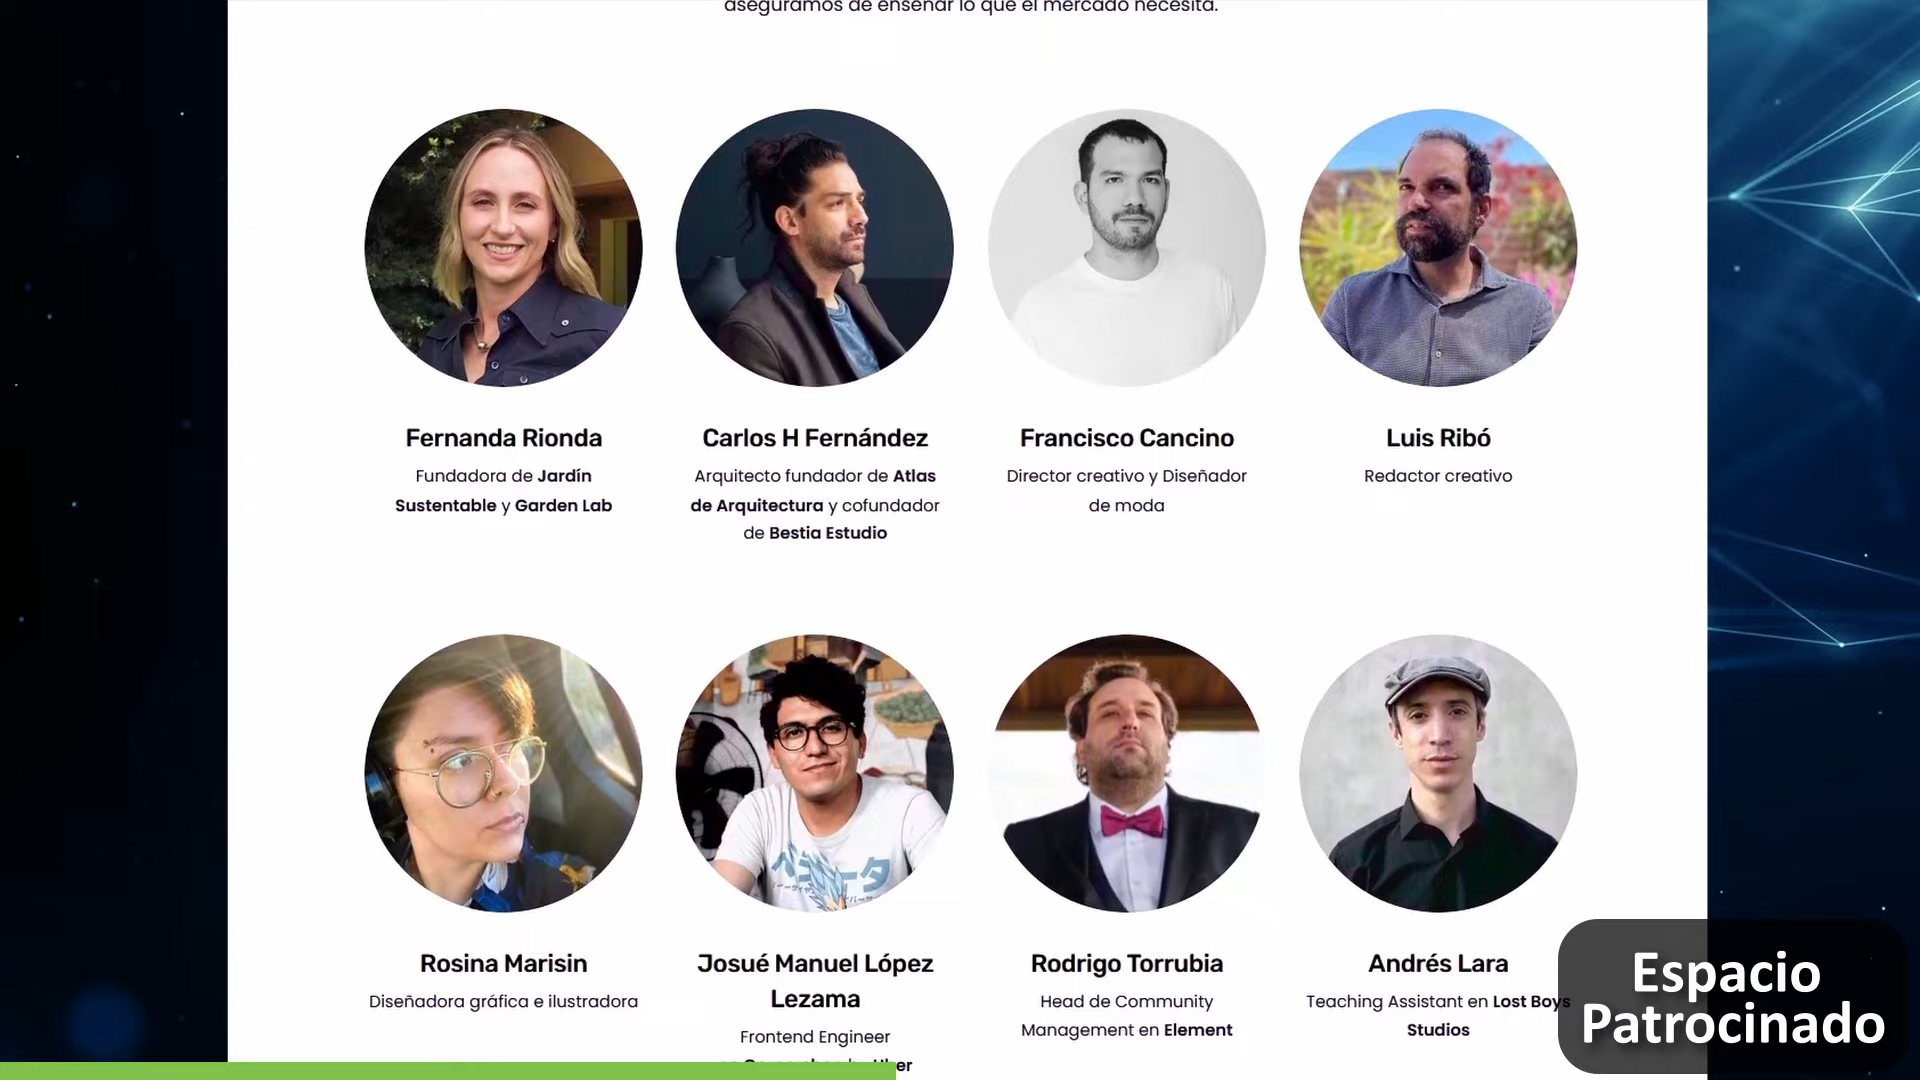 aseguramos de enseñar lo que el mercado necesita.
Fernanda Rionda
Fundadora de Jardín
Sustentable y Garden Lab
Carlos H Fernández
Arquitecto fundador de Atlas
de Arquitectura y cofundador
de Bestia Estudio
Francisco Cancino
Director creativo y Diseñador
de moda
Luis Ribó
Redactor creativo
Rosina Marisin
Diseñadora gráfica e ilustradora
Josué Manuel López
Lezama
Frontend Engineer
Rodrigo Torrubia
Head de Community
Management en Element
Andrés Lara
Teaching Assistant en Lost Boys
Studios
Espacio
Patrocinado